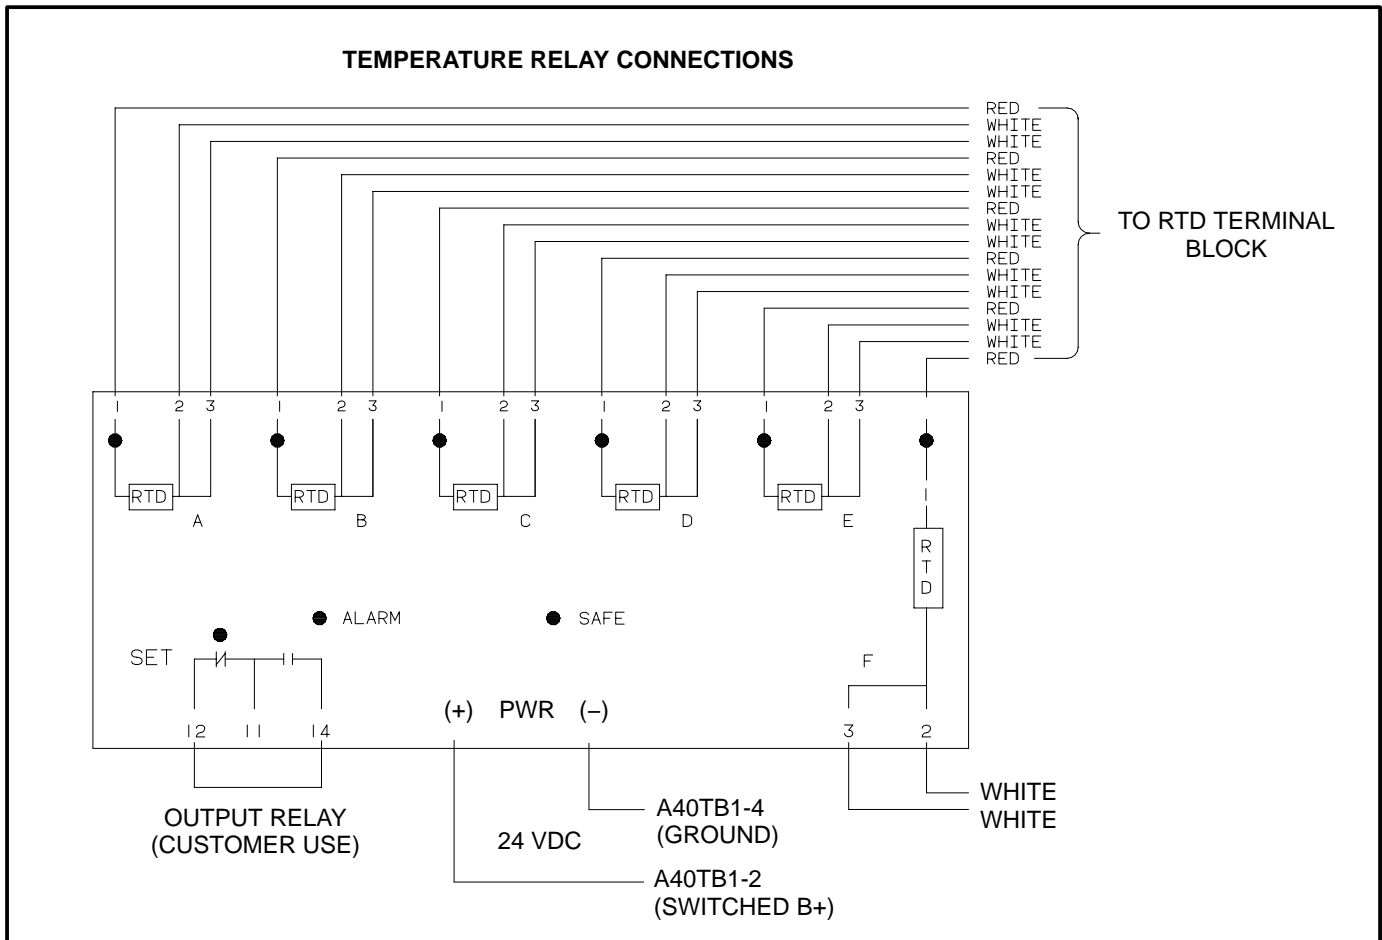 TEMPERATURE RELAY CONNECTIONS
RED
WHITE
WHITE
RED
WHITE
WHITE
RED
WHITE
WHITE
RED
WHITE
WHITE
RED
WHITE
WHITE
RED
TO RTD TERMINAL
BLOCK
1 2 3 1 2 3 1 2 3 1 2 3 1 2 3
RTD RTD RTD RTD RTD
A B C D E
1
RTD
ALARM SAFE
SET
F
(+) PWR (–)
12 11 14 3 2
WHITE
WHITE
OUTPUT RELAY
(CUSTOMER USE)
24 VDC
A40TB1-4
(GROUND)
A40TB1-2
(SWITCHED B+)